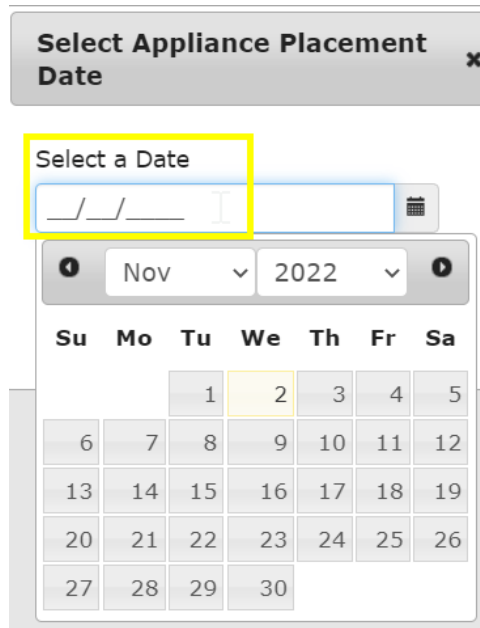 Select Appliance Placement
Date
Select a Date
__/__/____
Nov 2022
Su Mo Tu We Th Fr Sa
1 2 3 4 5
6 7 8 9 10 11 12
13 14 15 16 17 18 19
20 21 22 23 24 25 26
27 28 29 30